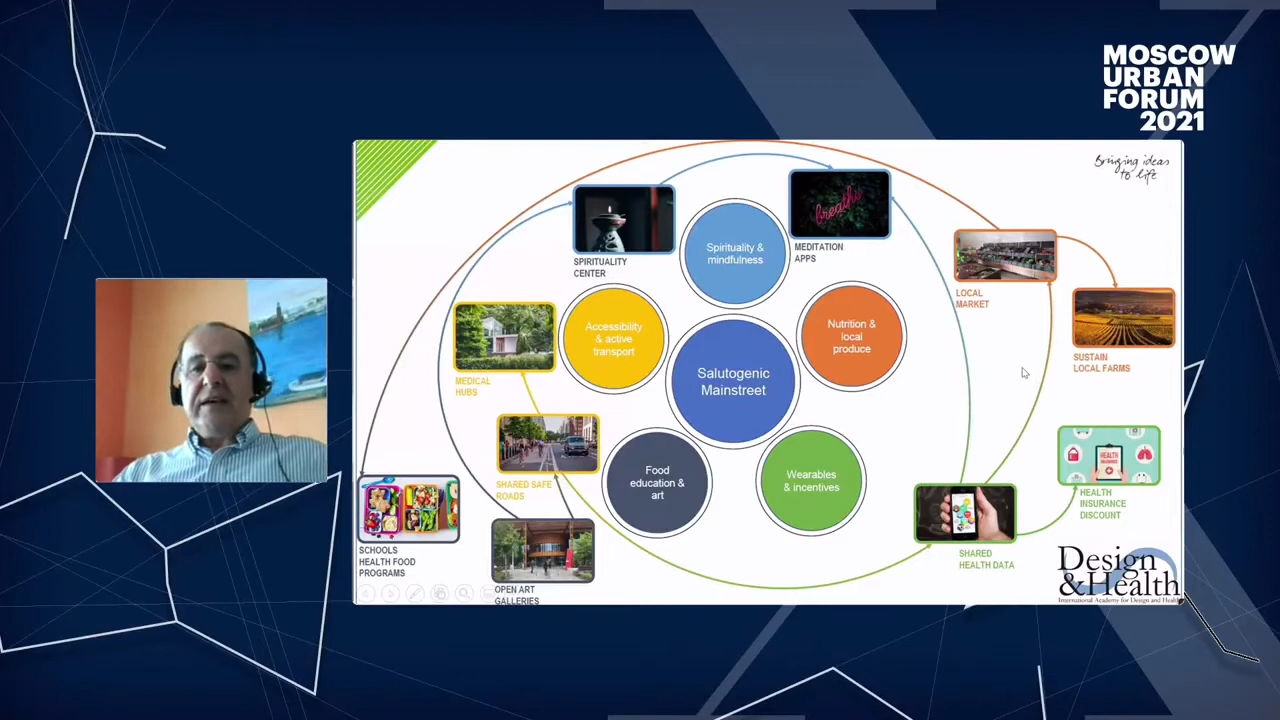 MOSCOW
URBAN
FORUM
2021
Bringing ideas
to life
SPIRITUALITY
CENTER
Spirituality &
mindfulness
breathe
MEDITATION
APPS
LOCAL
MARKET
SUSTAIN
LOCAL FARMS
Accessibility
& active
transport
Nutrition &
local
produce
MEDICAL
HUBS
Salutogenic
Mainstreet
SHARED SAFE
ROADS
Food
education &
art
Wearables
& incentives
HEALTH
INSURANCE
HEALTH
INSURANCE
DISCOUNT
SCHOOLS
HEALTH FOOD
PROGRAMS
OPEN ART
GALLERIES
SHARED
HEALTH DATA
Design
&Health
International Academy for Design and Health